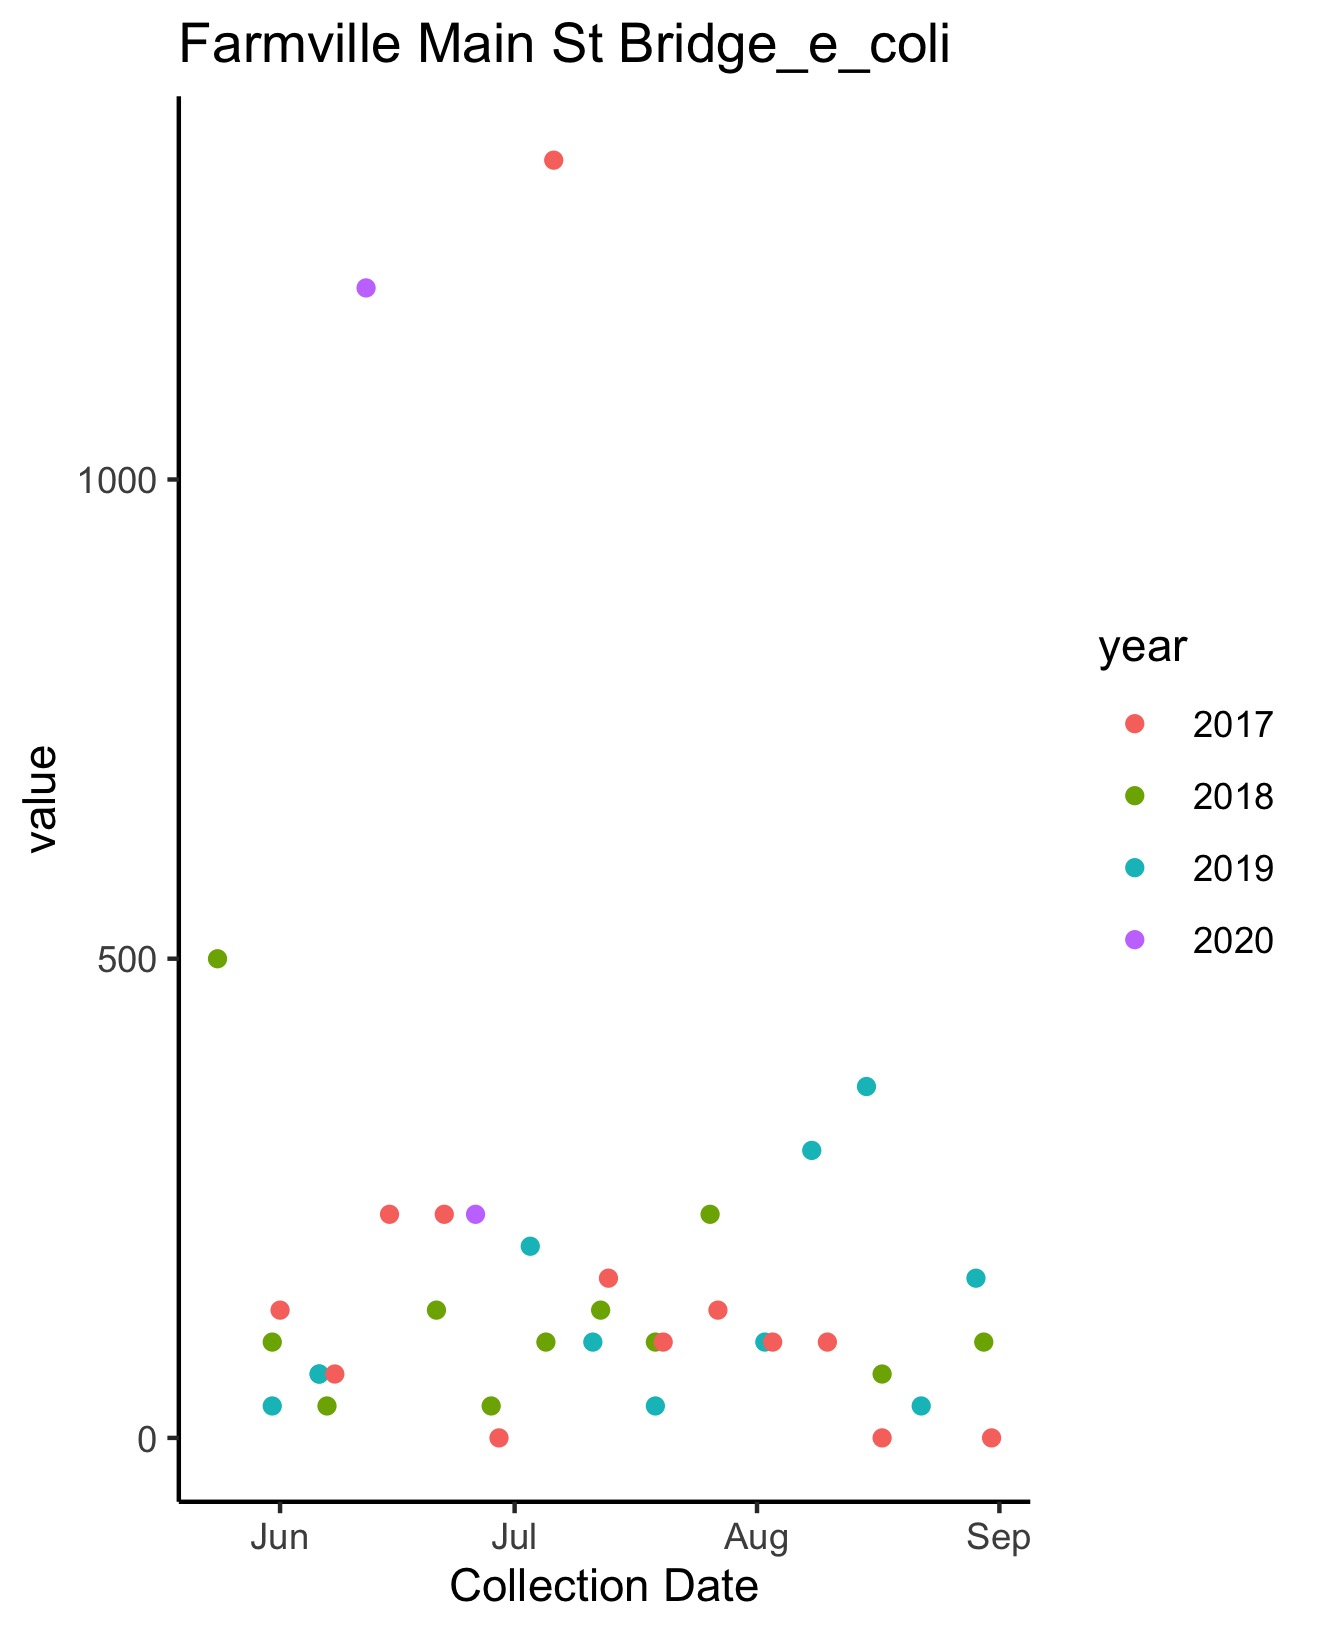 Farmville Main St Bridge_e_coli
value
1000
500
0
Jun Jul Aug Sep
Collection Date
year
2017
2018
2019
2020